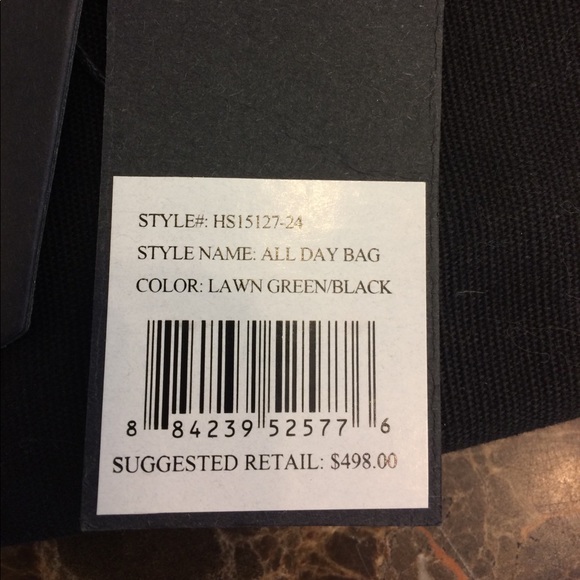 STYLE#: HS15127-24
STYLE NAME: ALL DAY BAG
COLOR: LAWN GREEN/BLACK
8 84239 52577 6
SUGGESTED RETAIL: $498.00